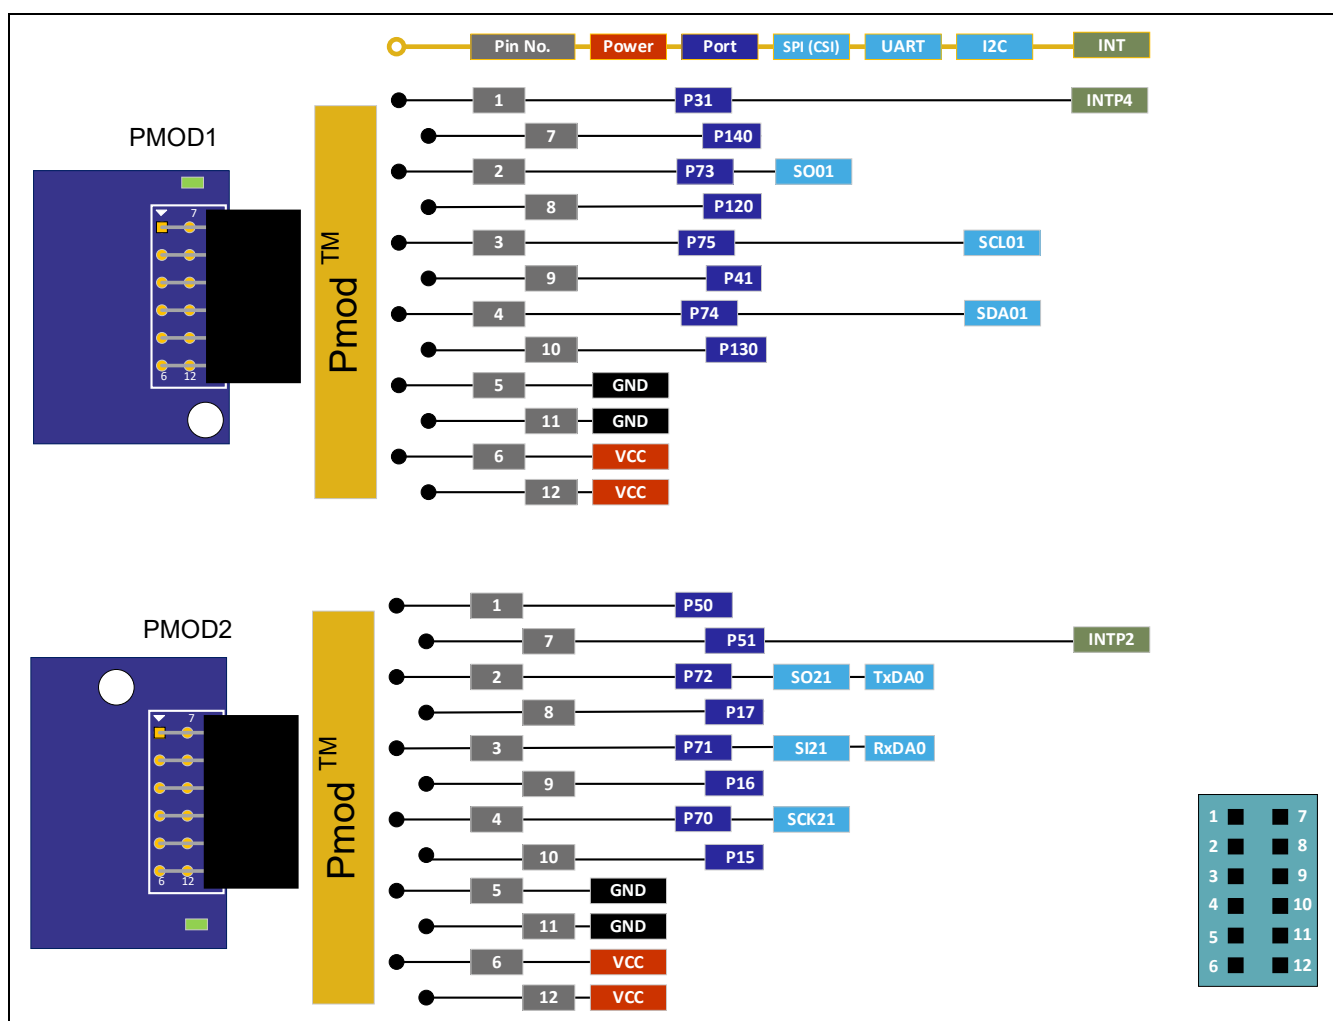 Pin No. Power Port SPI (CSI) UART I2C INT
PMOD1
7
6 12
Pmod TM
1 P31 INTP4
7 P140
2 P73 SO01
8 P120
3 P75 SCL01
9 P41
4 P74 SDA01
10 P130
5 GND
11 GND
6 VCC
12 VCC
PMOD2
7
6 12
Pmod TM
1 P50
7 P51 INTP2
2 P72 SO21 TxDA0
8 P17
3 P71 SI21 RxDA0
9 P16
4 P70 SCK21
10 P15
5 GND
11 GND
6 VCC
12 VCC
1 7
2 8
3 9
4 10
5 11
6 12